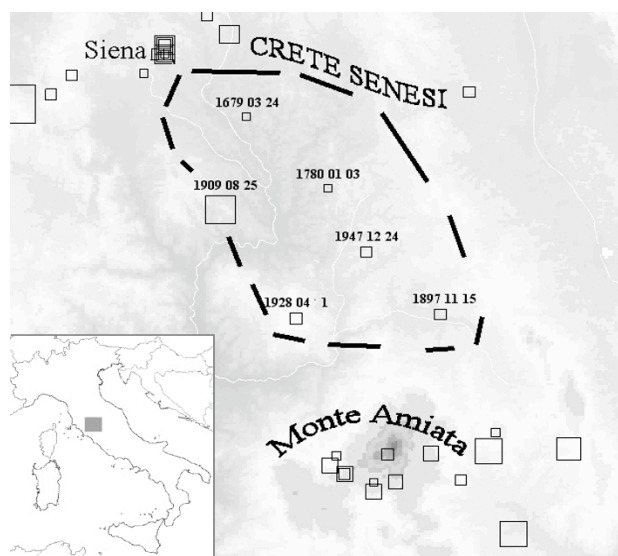 Siena
CRETE SENESI
1679 03 24
1780 01 03
1909 08 25
1947 12 24
1928 04 1
1897 11 15
Monte Amiata